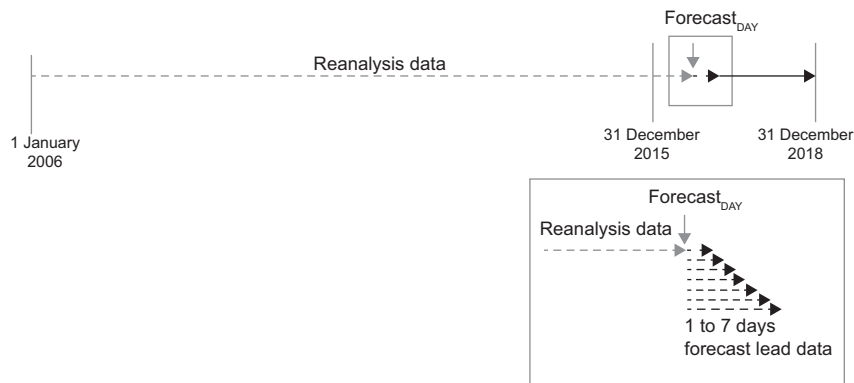 Forecast_DAY
Reanalysis data
1 January
2006
31 December
2015
31 December
2018
Forecast_DAY
Reanalysis data
1 to 7 days
forecast lead data